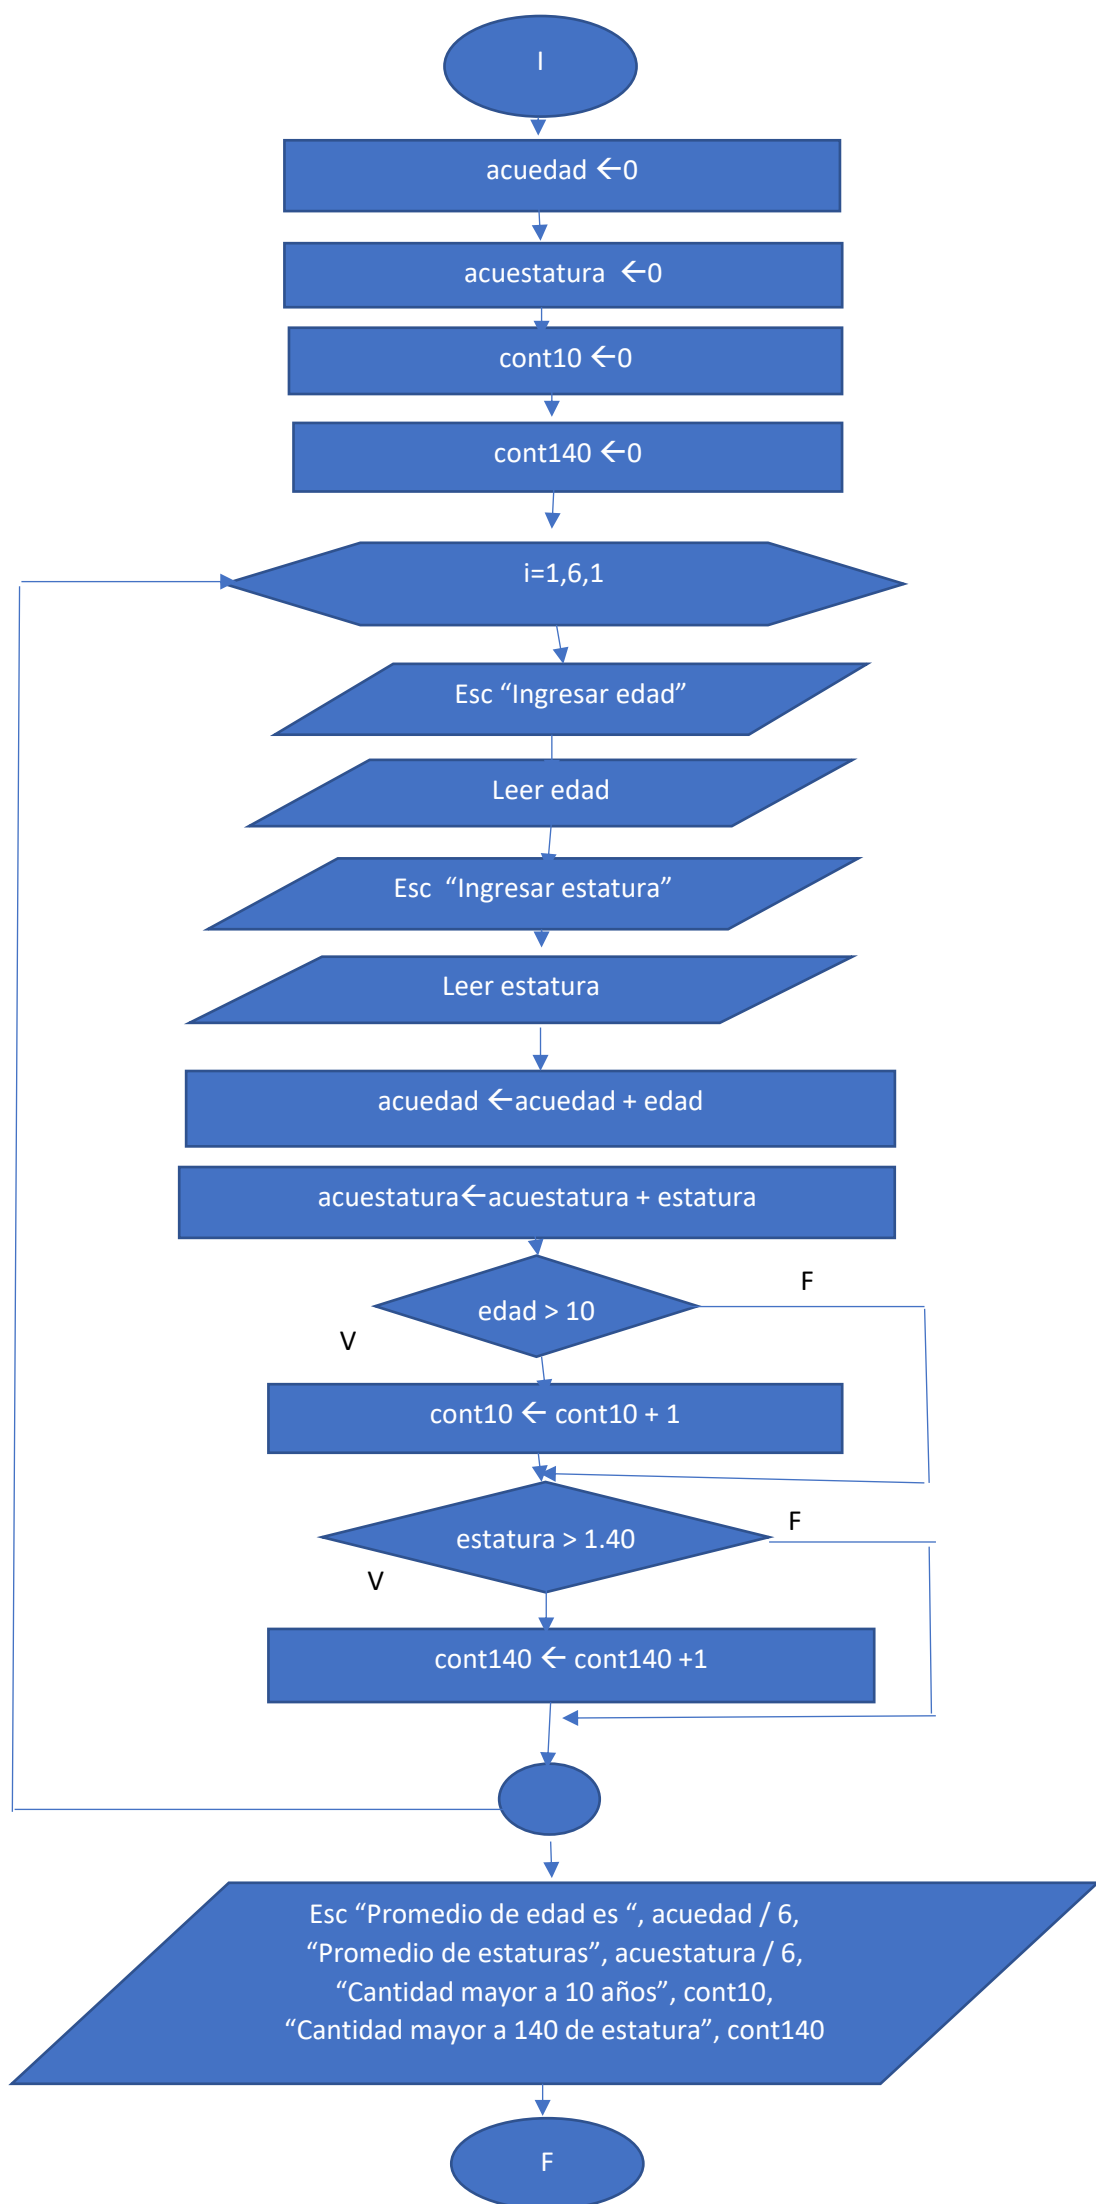 I
acuedad ←0
acuestatura ←0
cont10 ←0
cont140 ←0
i=1,6,1
Esc “Ingresar edad”
Leer edad
Esc “Ingresar estatura”
Leer estatura
acuedad ←acuedad + edad
acuestatura←acuestatura + estatura
edad > 10
F
V
cont10 ← cont10 + 1
estatura > 1.40
F
V
cont140 ← cont140 +1
Esc “Promedio de edad es “, acuedad / 6,
“Promedio de estaturas”, acuestatura / 6,
“Cantidad mayor a 10 años”, cont10,
“Cantidad mayor a 140 de estatura”, cont140
F